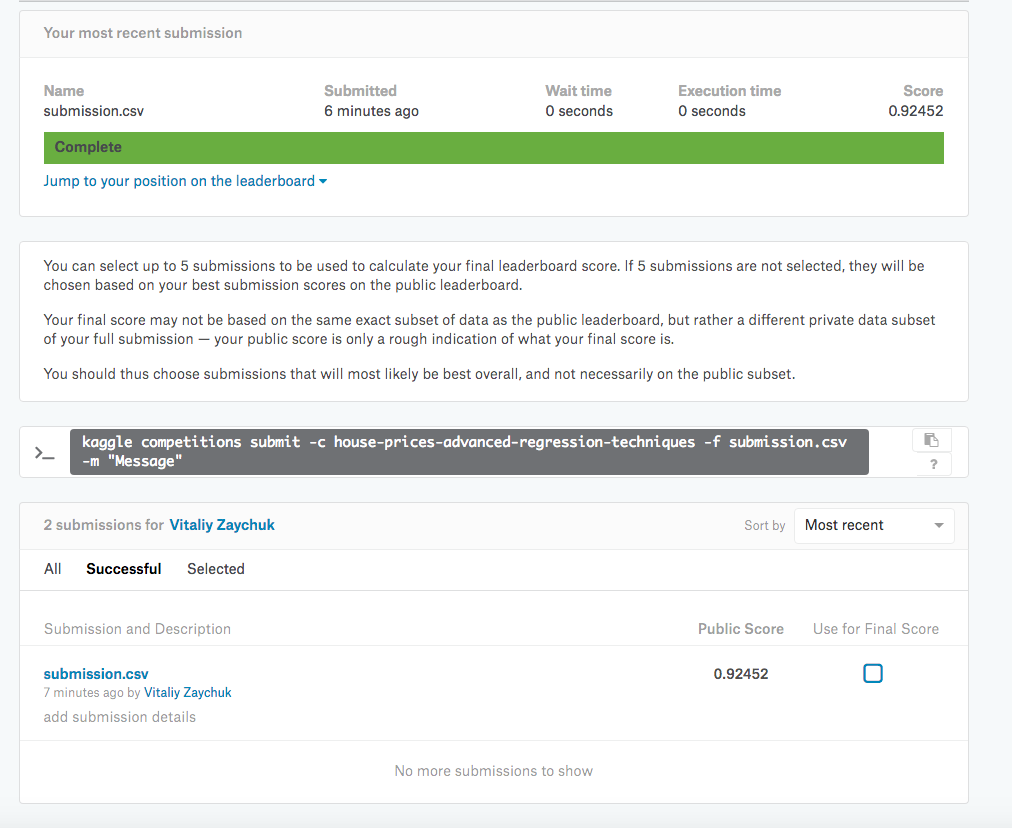 Your most recent submission
Name Submitted Wait time Execution time Score
submission.csv 6 minutes ago 0 seconds 0 seconds 0.92452
Complete
Jump to your position on the leaderboard
You can select up to 5 submissions to be used to calculate your final leaderboard score. If 5 submissions are not selected, they will be
chosen based on your best submission scores on the public leaderboard.
Your final score may not be based on the same exact subset of data as the public leaderboard, but rather a different private data subset
of your full submission — your public score is only a rough indication of what your final score is.
You should thus choose submissions that will most likely be best overall, and not necessarily on the public subset.
>_ kaggle competitions submit -c house-prices-advanced-regression-techniques -f submission.csv
-m "Message"
?
2 submissions for Vitaliy Zaychuk Sort by Most recent
All Successful Selected
Submission and Description Public Score Use for Final Score
submission.csv 0.92452
7 minutes ago by Vitaliy Zaychuk
add submission details
No more submissions to show